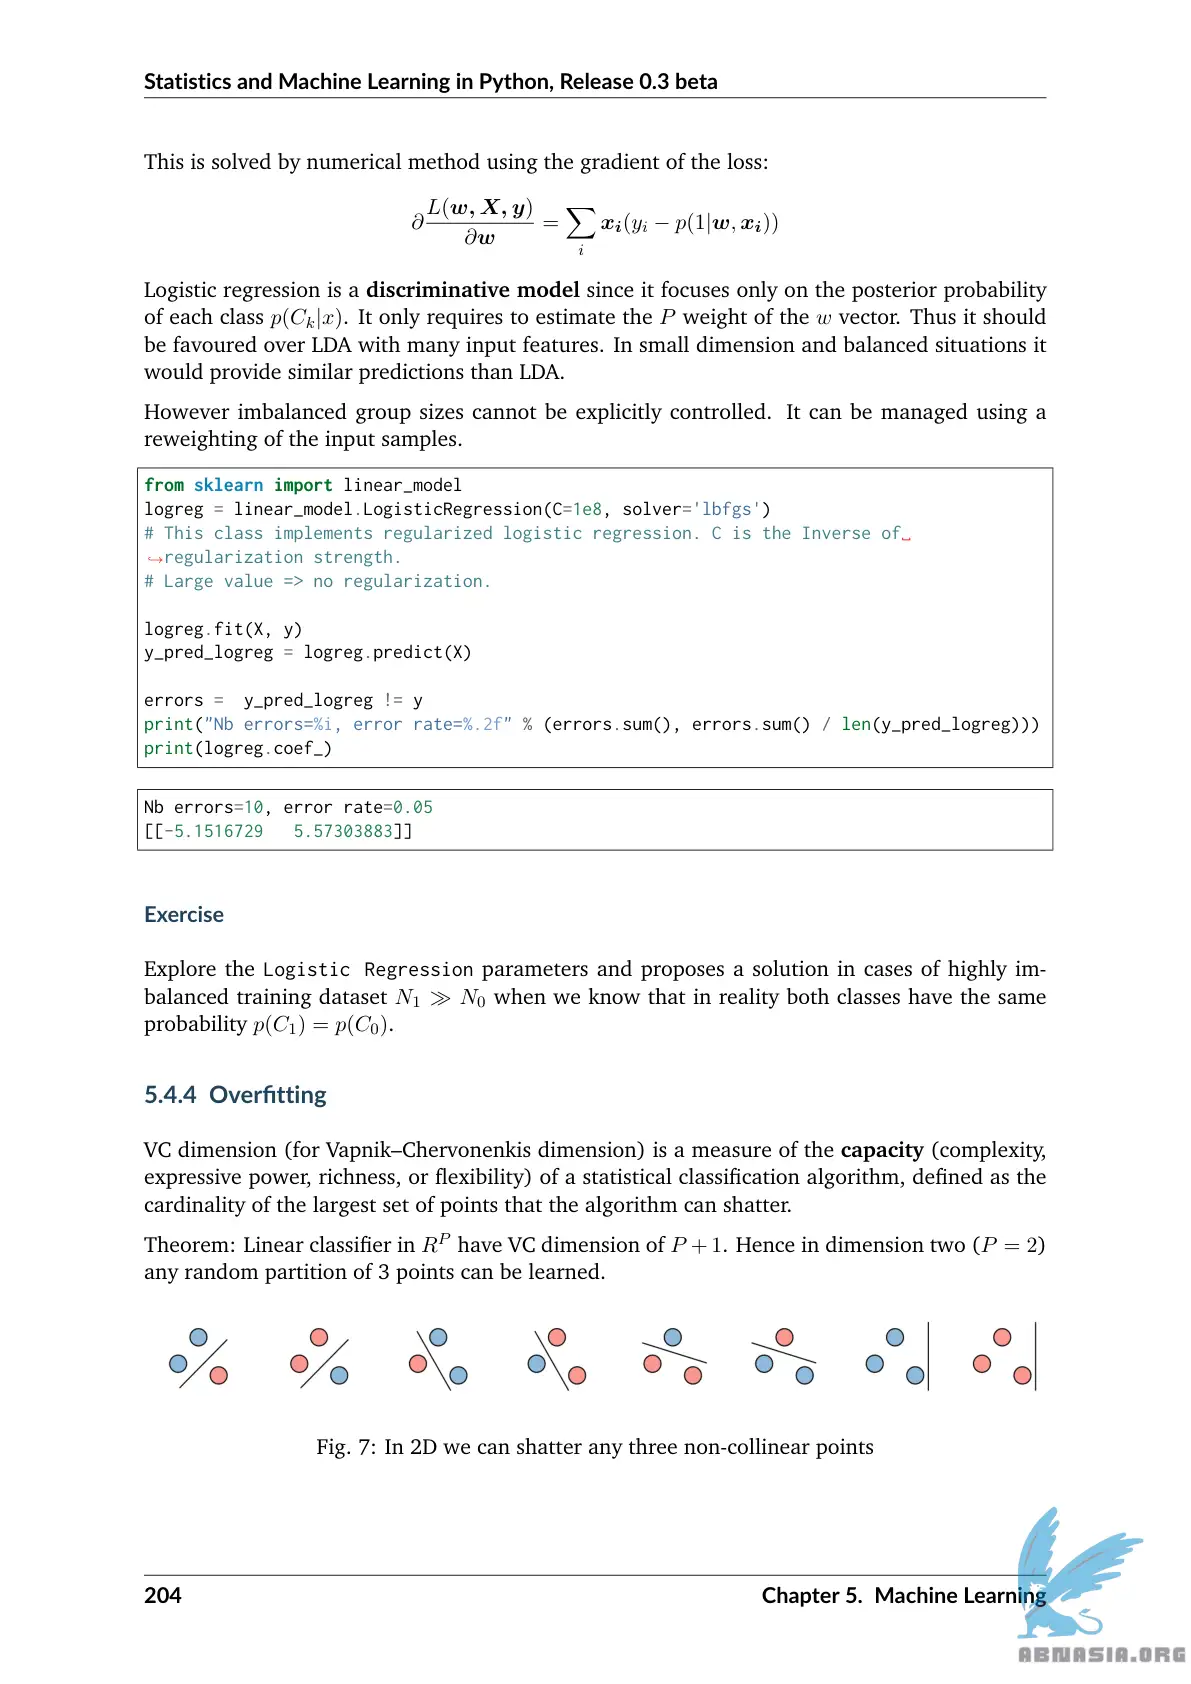 Statistics and Machine Learning in Python, Release 0.3 beta
This is solved by numerical method using the gradient of the loss:
∂ L(w, X, y) / ∂w = ∑_i x_i(y_i − p(1|w, x_i))
Logistic regression is a discriminative model since it focuses only on the posterior probability
of each class p(C_k|x). It only requires to estimate the P weight of the w vector. Thus it should
be favoured over LDA with many input features. In small dimension and balanced situations it
would provide similar predictions than LDA.
However imbalanced group sizes cannot be explicitly controlled. It can be managed using a
reweighting of the input samples.
from sklearn import linear_model
logreg = linear_model.LogisticRegression(C=1e8, solver='lbfgs')
# This class implements regularized logistic regression. C is the Inverse of␣
↪regularization strength.
# Large value => no regularization.
logreg.fit(X, y)
y_pred_logreg = logreg.predict(X)
errors =  y_pred_logreg != y
print("Nb errors=%i, error rate=%.2f" % (errors.sum(), errors.sum() / len(y_pred_logreg)))
print(logreg.coef_)
Nb errors=10, error rate=0.05
[[-5.1516729   5.57303883]]
Exercise
Explore the Logistic Regression parameters and proposes a solution in cases of highly im-
balanced training dataset N_1 ≫ N_0 when we know that in reality both classes have the same
probability p(C_1) = p(C_0).
5.4.4 Overfitting
VC dimension (for Vapnik–Chervonenkis dimension) is a measure of the capacity (complexity,
expressive power, richness, or flexibility) of a statistical classification algorithm, defined as the
cardinality of the largest set of points that the algorithm can shatter.
Theorem: Linear classifier in R^P have VC dimension of P + 1. Hence in dimension two (P = 2)
any random partition of 3 points can be learned.
Fig. 7: In 2D we can shatter any three non-collinear points
204
Chapter 5. Machine Learning
ABNASIA.ORG